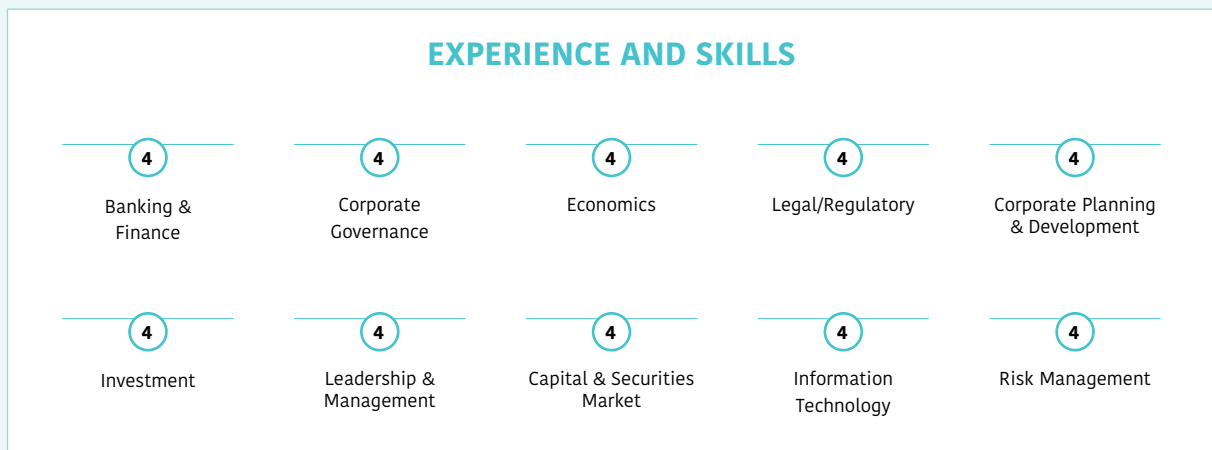 EXPERIENCE AND SKILLS
4
Banking &
Finance
4
Corporate
Governance
4
Economics
4
Legal/Regulatory
4
Corporate Planning
& Development
4
Investment
4
Leadership &
Management
4
Capital & Securities
Market
4
Information
Technology
4
Risk Management